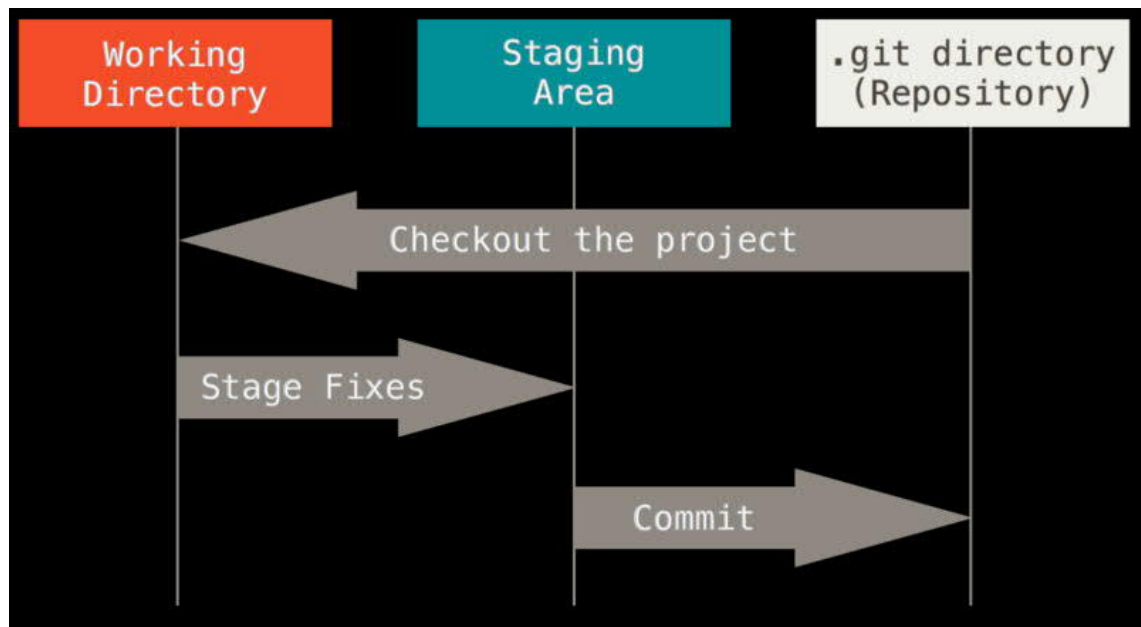 Working
Directory
Staging
Area
.git directory
(Repository)
Checkout the project
Stage Fixes
Commit